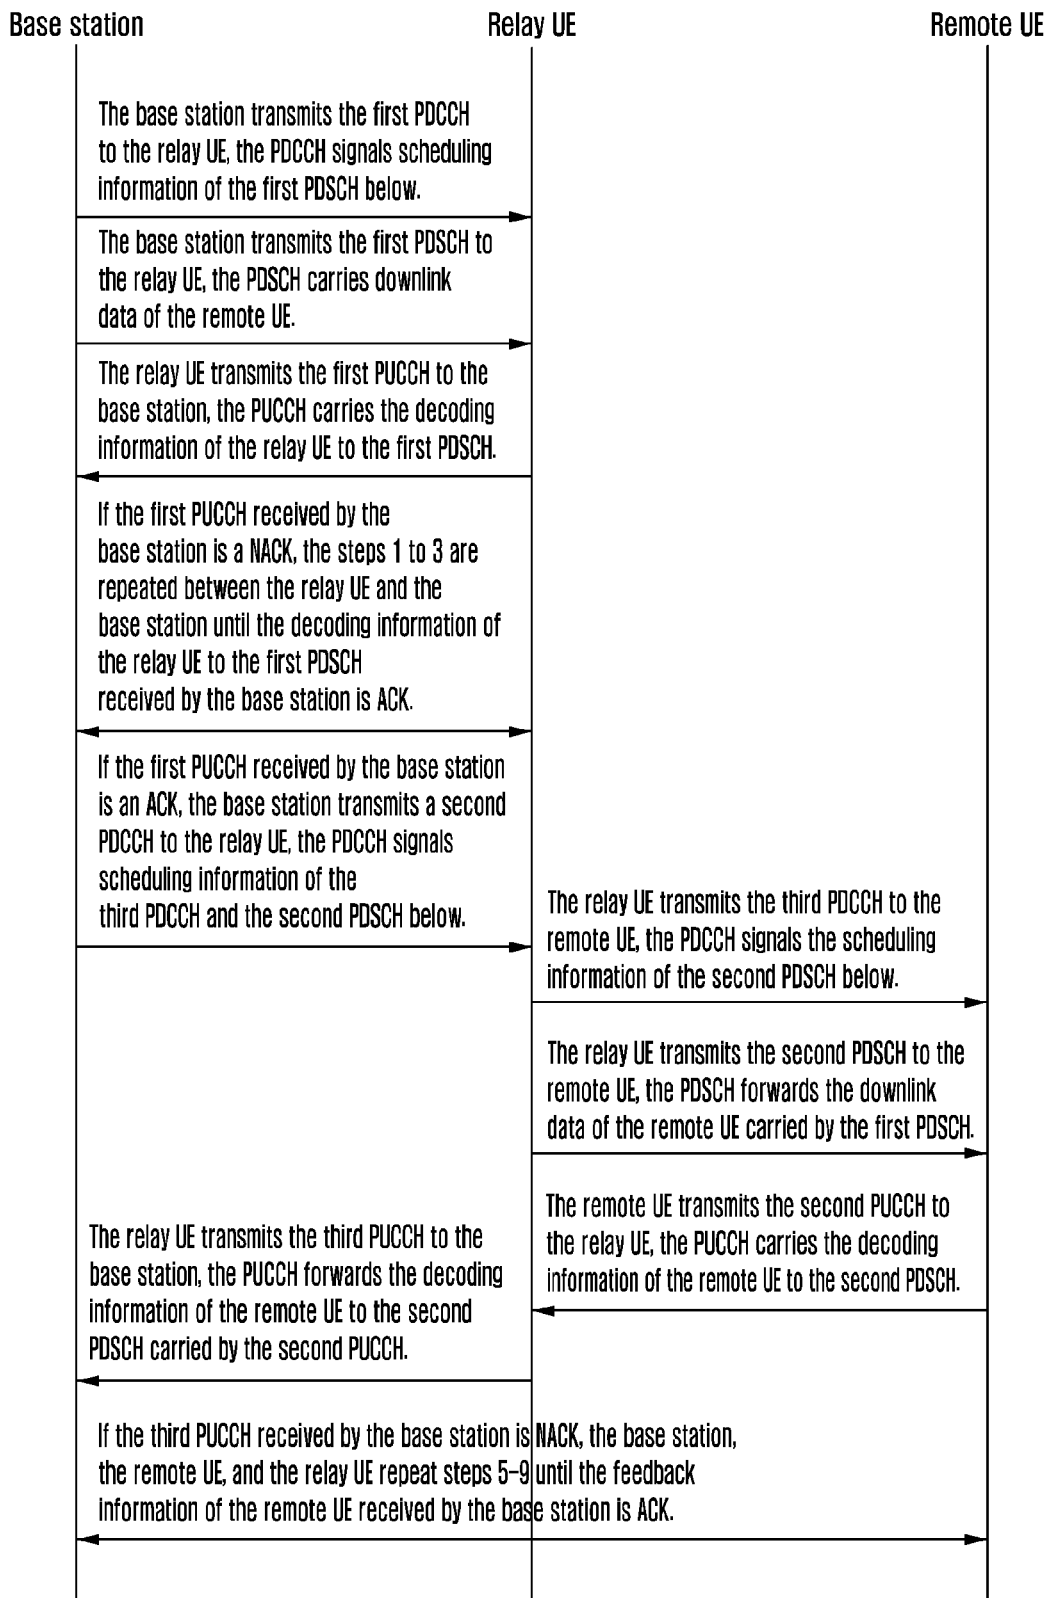 Base station
Relay UE
Remote UE
The base station transmits the first PDCCH
to the relay UE, the PDCCH signals scheduling
information of the first PDSCH below.
The base station transmits the first PDSCH to
the relay UE, the PDSCH carries downlink
data of the remote UE.
The relay UE transmits the first PUCCH to the
base station, the PUCCH carries the decoding
information of the relay UE to the first PDSCH.
If the first PUCCH received by the
base station is a NACK, the steps 1 to 3 are
repeated between the relay UE and the
base station until the decoding information of
the relay UE to the first PDSCH
received by the base station is ACK.
If the first PUCCH received by the base station
is an ACK, the base station transmits a second
PDCCH to the relay UE, the PDCCH signals
scheduling information of the
third PDCCH and the second PDSCH below.
The relay UE transmits the third PDCCH to the
remote UE, the PDCCH signals the scheduling
information of the second PDSCH below.
The relay UE transmits the second PDSCH to the
remote UE, the PDSCH forwards the downlink
data of the remote UE carried by the first PDSCH.
The remote UE transmits the second PUCCH to
the relay UE, the PUCCH carries the decoding
information of the remote UE to the second PDSCH.
The relay UE transmits the third PUCCH to the
base station, the PUCCH forwards the decoding
information of the remote UE to the second
PDSCH carried by the second PUCCH.
If the third PUCCH received by the base station is NACK, the base station,
the remote UE, and the relay UE repeat steps 5-9 until the feedback
information of the remote UE received by the base station is ACK.